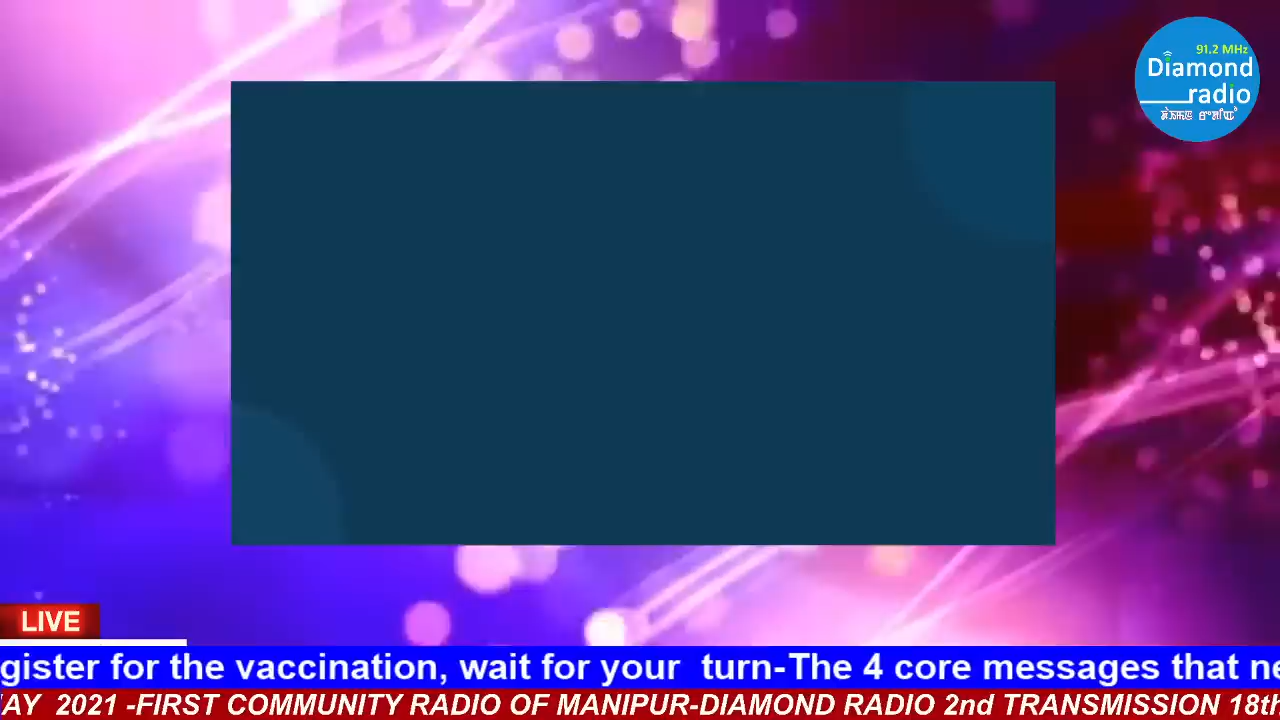 91.2 MHz
Diamond
radio
LIVE
gister for the vaccination, wait for your turn-The 4 core messages that ne
AY 2021 -FIRST COMMUNITY RADIO OF MANIPUR-DIAMOND RADIO 2nd TRANSMISSION 18th